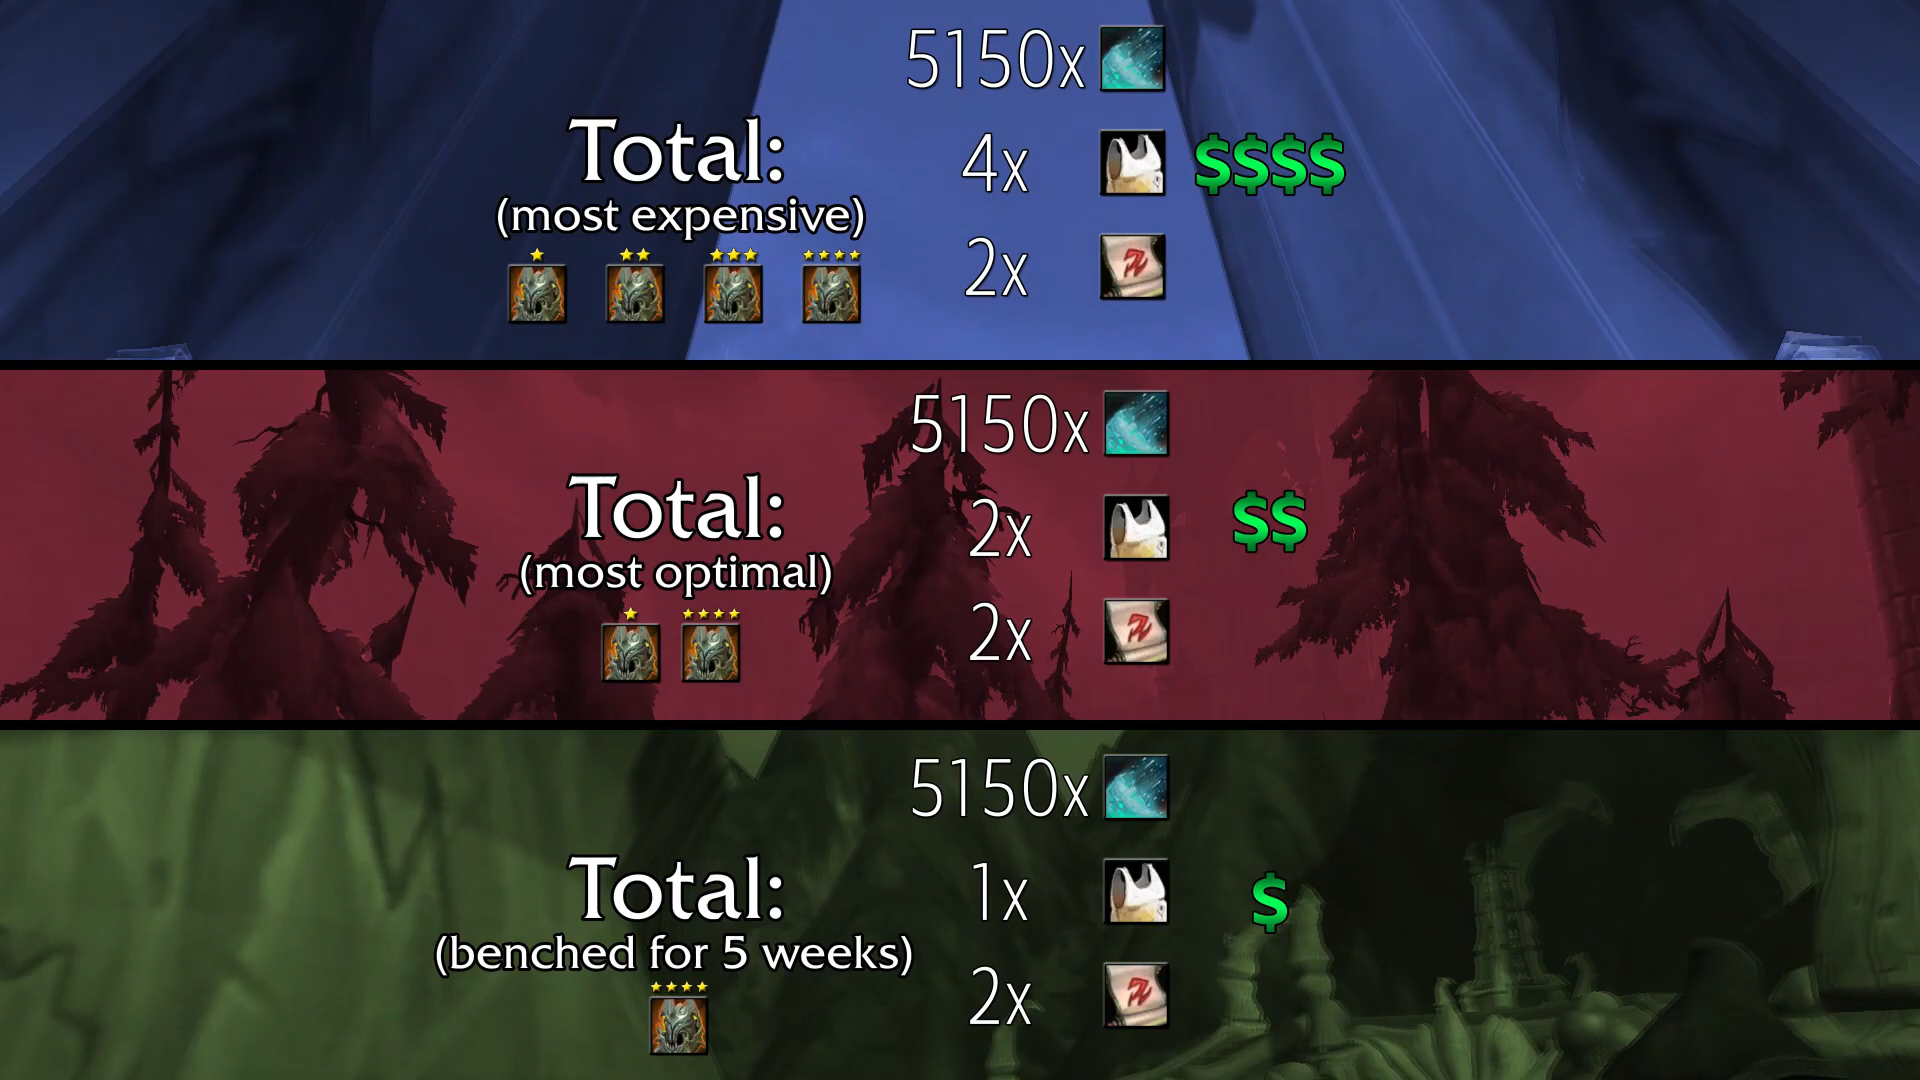 5150x
Total:
(most expensive)
4x $$$$
2x
5150x
Total:
(most optimal)
2x $$
2x
5150x
Total:
(benched for 5 weeks)
1x $
2x